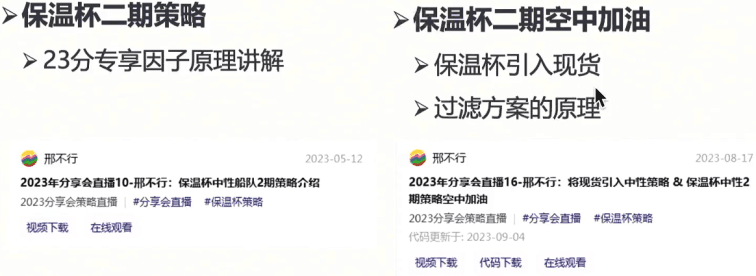 ➢保温杯二期策略
➢23分专享因子原理讲解
邢不行
2023-05-12
2023年分享会直播10-邢不行：保温杯中性船队2期策略介绍
2023分享会策略直播 | #分享会直播 #保温杯策略
视频下载 在线观看
➢保温杯二期空中加油
➢保温杯引入现货
➢过滤方案的原理
邢不行
2023-08-17
2023年分享会直播16-邢不行：将现货引入中性策略 & 保温杯中性2
期策略空中加油
2023分享会策略直播 | #分享会直播 #保温杯策略
代码更新于: 2023-09-04
视频下载 代码下载 在线观看